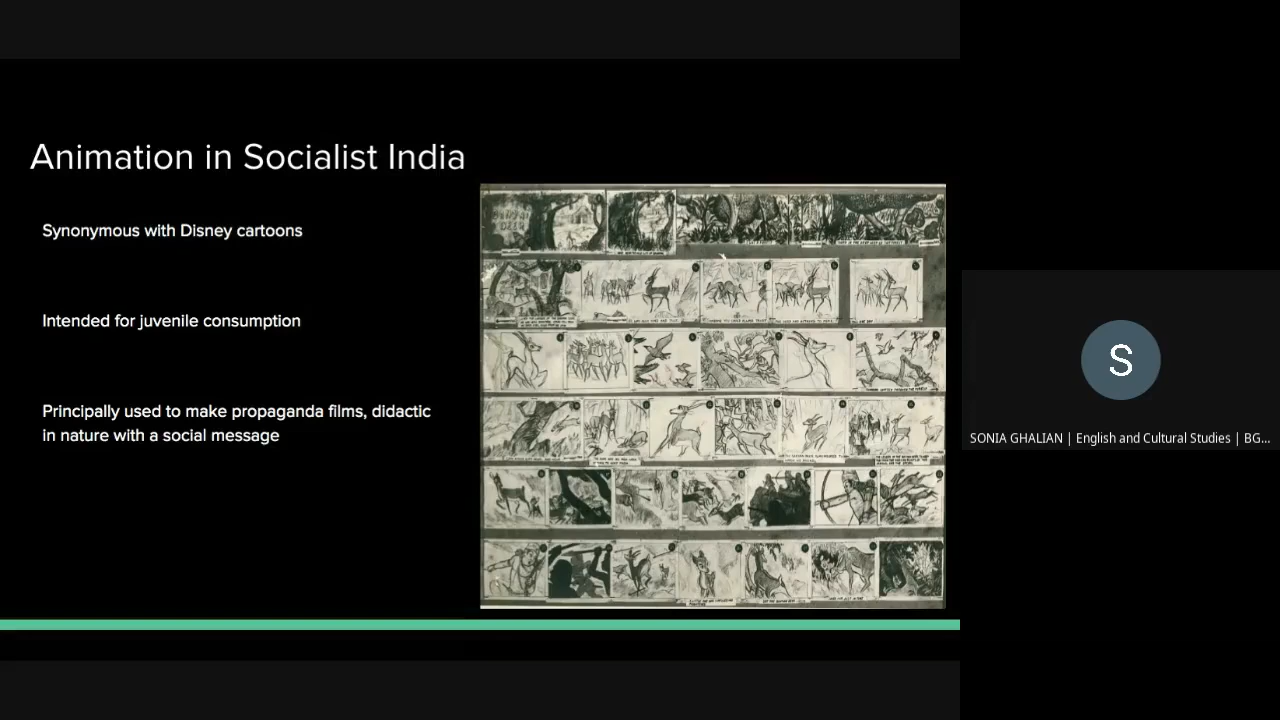 Animation in Socialist India
Synonymous with Disney cartoons
Intended for juvenile consumption
Principally used to make propaganda films, didactic
in nature with a social message
S
SONIA GHALIAN | English and Cultural Studies | BG...